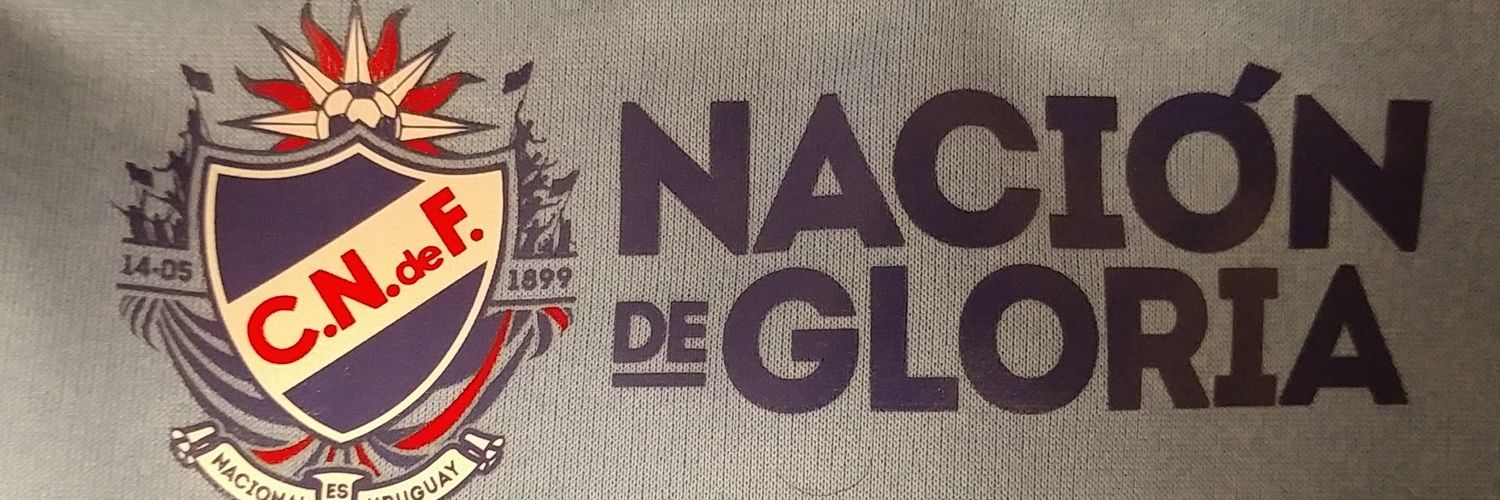 C.N.deF.
14-05
1899
NACIONAL ES URUGUAY
NACIÓN
DE GLORIA